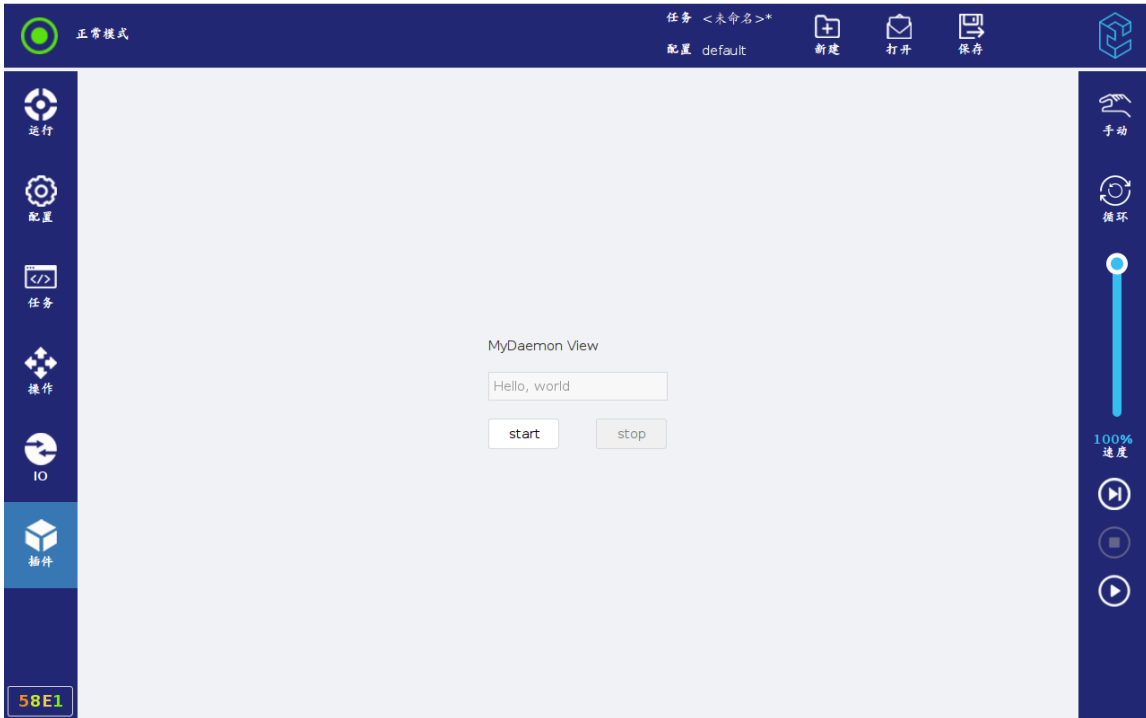 正常模式
任务 <未命名>*
配置 default
新建
打开
保存
运行
配置
任务
操作
IO
插件
58E1
MyDaemon View
Hello, world
start
stop
手动
循环
100%
速度